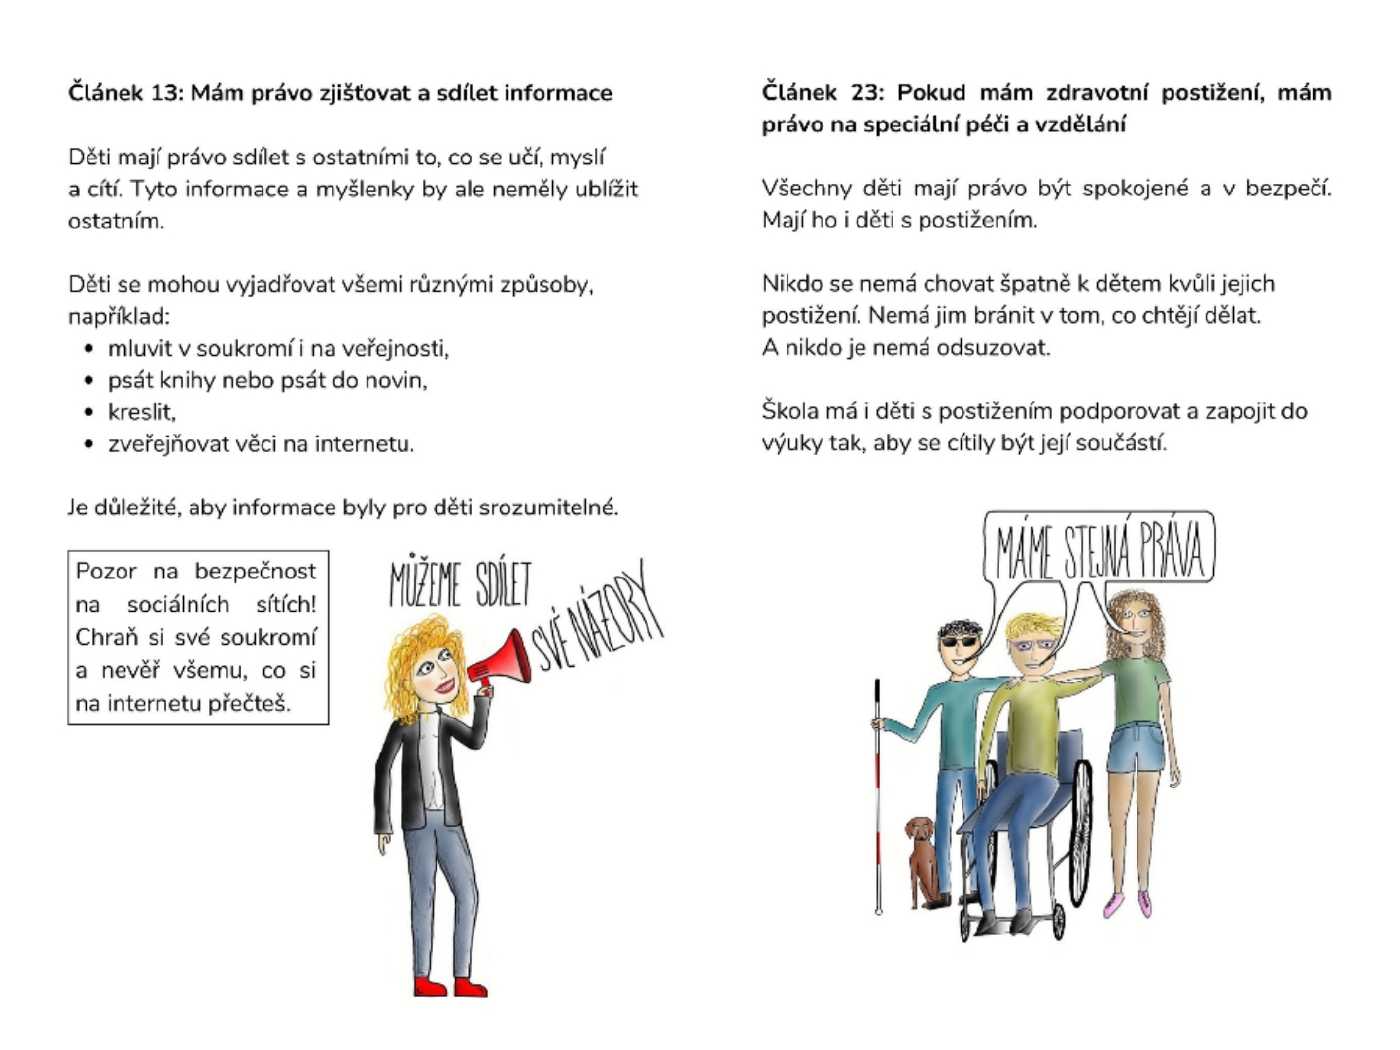 Článek 13: Mám právo zjišťovat a sdílet informace
Děti mají právo sdílet s ostatními to, co se učí, myslí
a cítí. Tyto informace a myšlenky by ale neměly ublížit
ostatním.
Děti se mohou vyjadřovat všemi různými způsoby,
například:
• mluvit v soukromí i na veřejnosti,
• psát knihy nebo psát do novin,
• kreslit,
• zveřejňovat věci na internetu.
Je důležité, aby informace byly pro děti srozumitelné.
Pozor na bezpečnost
na sociálních sítích!
Chraň si své soukromí
a nevěř všemu, co si
na internetu přečteš.
MŮŽEME SDÍLET
SVÉ NÁZORY
Článek 23: Pokud mám zdravotní postižení, mám
právo na speciální péči a vzdělání
Všechny děti mají právo být spokojené a v bezpečí.
Mají ho i děti s postižením.
Nikdo se nemá chovat špatně k dětem kvůli jejich
postižení. Nemá jim bránit v tom, co chtějí dělat.
A nikdo je nemá odsuzovat.
Škola má i děti s postižením podporovat a zapojit do
výuky tak, aby se cítily být její součástí.
MÁME STEJNÁ PRÁVA